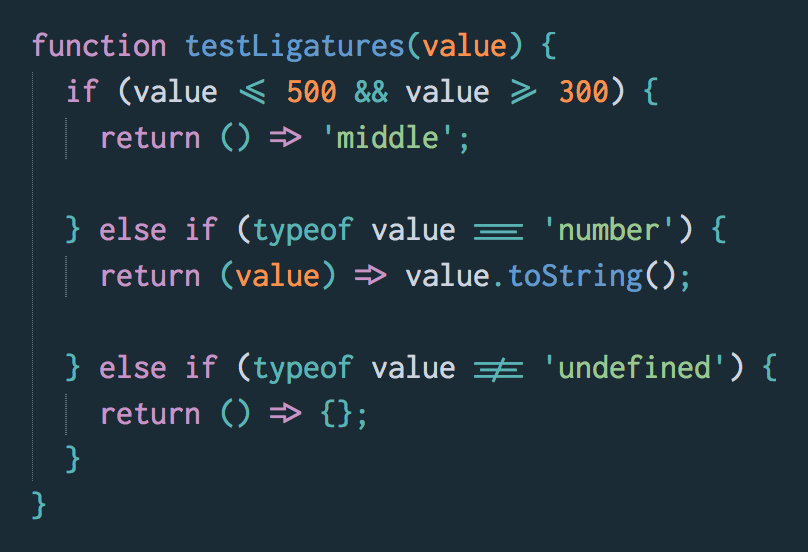 function testLigatures(value) {
  if (value <= 500 && value >= 300) {
    return () => 'middle';

  } else if (typeof value === 'number') {
    return (value) => value.toString();

  } else if (typeof value !== 'undefined') {
    return () => {};
  }
}